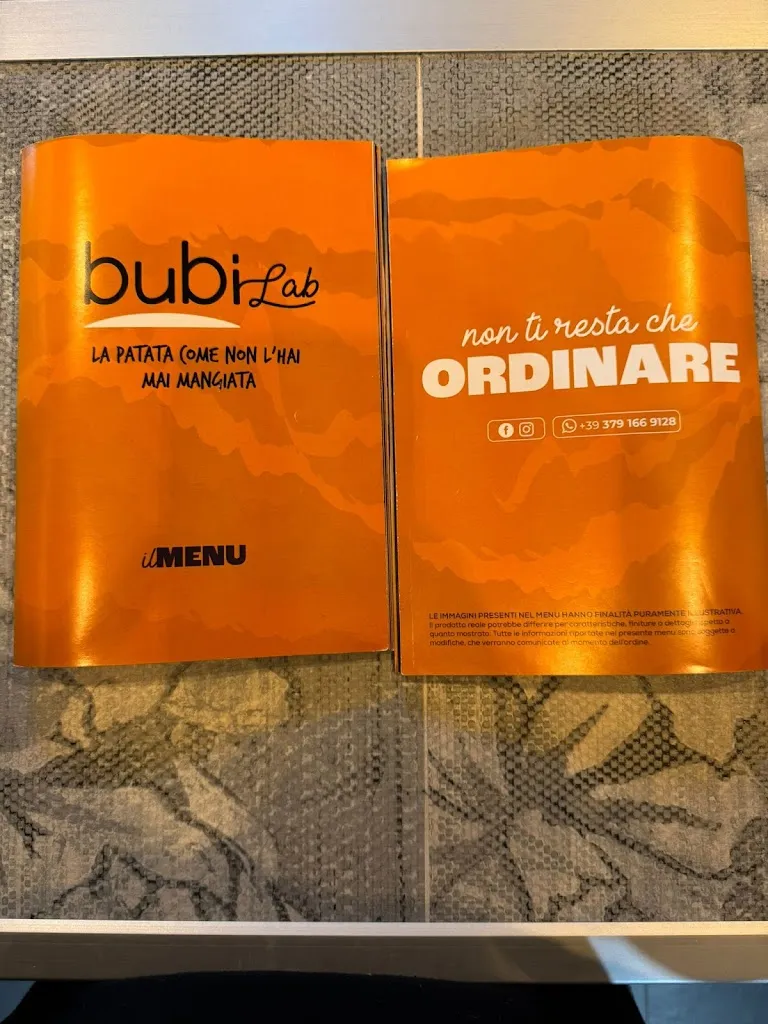 bubi Lab
LA PATATA COME NON L'HAI
MAI MANGIATA
il MENU
non ti resta che
ORDINARE
+39 379 166 9128
LE IMMAGINI PRESENTI NEL MENU HANNO FINALITÀ PURAMENTE ILLUSTRATIVA.
Il prodotto reale potrebbe differire per caratteristiche, finiture o dettagli rispetto a
quanto mostrato. Tutte le informazioni riportate nel presente menu sono soggette a
modifiche, che verranno comunicate al momento dell'ordine.